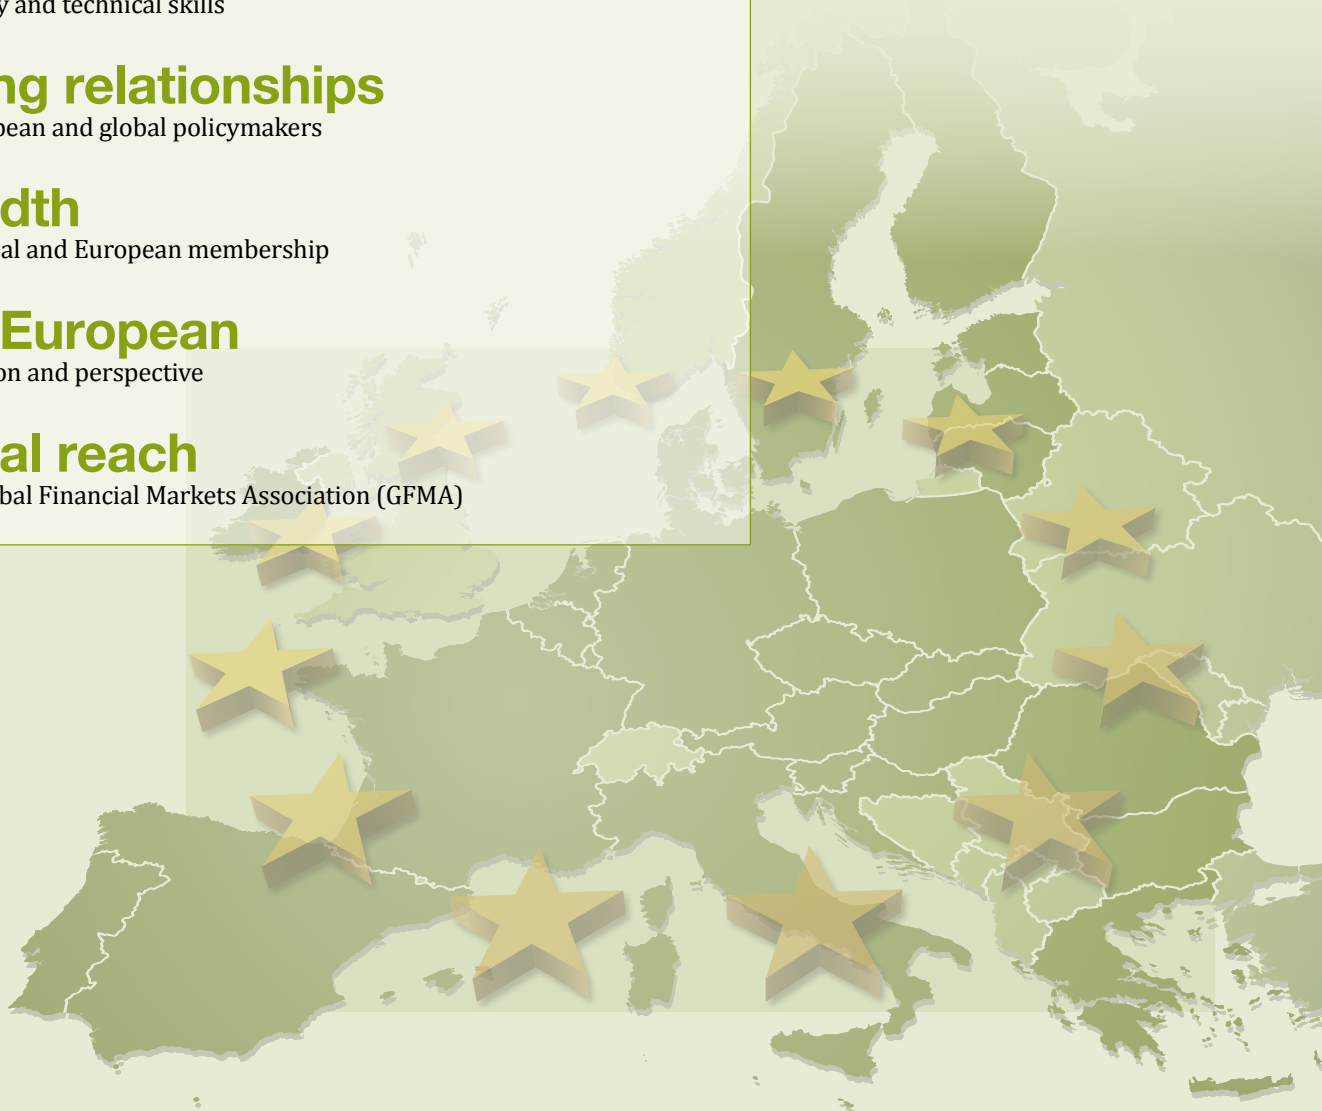 y and technical skills
ng relationships
pean and global policymakers
dth
al and European membership
European
on and perspective
al reach
bal Financial Markets Association (GFMA)